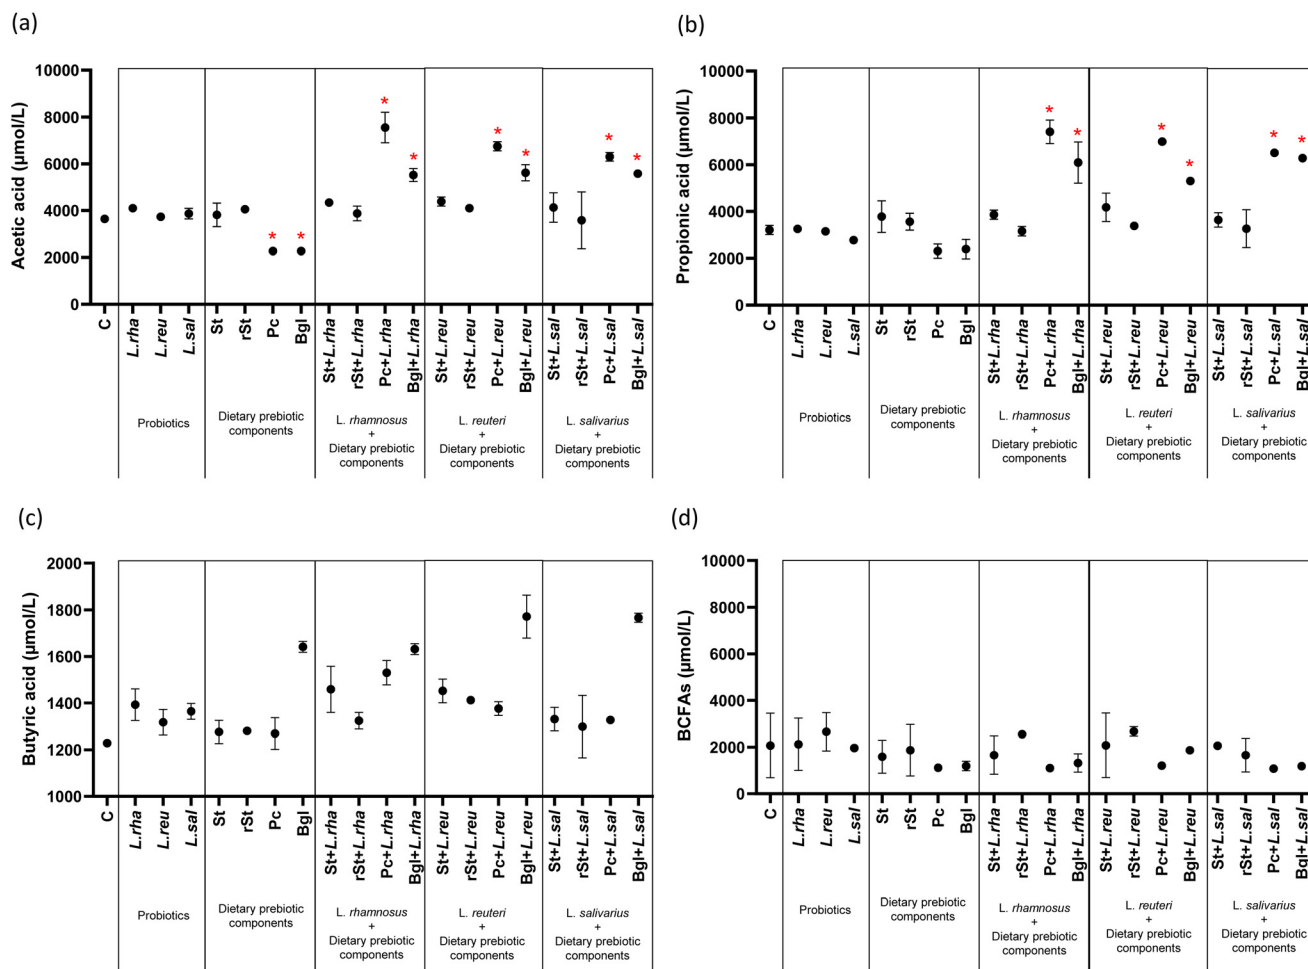 (a)
Acetic acid (µmol/L)
10000
8000
6000
4000
2000
0
* * * * * * * *
C
L.rha
L.reu
L.sal
St
rSt
Pc
Bgl
St+L.rha
rSt+L.rha
Pc+L.rha
Bgl+L.rha
St+L.reu
rSt+L.reu
Pc+L.reu
Bgl+L.reu
St+L.sal
rSt+L.sal
Pc+L.sal
Bgl+L.sal
Probiotics
Dietary prebiotic
components
L. rhamnosus
+
Dietary prebiotic
components
L. reuteri
+
Dietary prebiotic
components
L. salivarius
+
Dietary prebiotic
components
(b)
Propionic acid (µmol/L)
10000
8000
6000
4000
2000
0
* * * * * *
C
L.rha
L.reu
L.sal
St
rSt
Pc
Bgl
St+L.rha
rSt+L.rha
Pc+L.rha
Bgl+L.rha
St+L.reu
rSt+L.reu
Pc+L.reu
Bgl+L.reu
St+L.sal
rSt+L.sal
Pc+L.sal
Bgl+L.sal
Probiotics
Dietary prebiotic
components
L. rhamnosus
+
Dietary prebiotic
components
L. reuteri
+
Dietary prebiotic
components
L. salivarius
+
Dietary prebiotic
components
(c)
Butyric acid (µmol/L)
2000
1800
1600
1400
1200
1000
C
L.rha
L.reu
L.sal
St
rSt
Pc
Bgl
St+L.rha
rSt+L.rha
Pc+L.rha
Bgl+L.rha
St+L.reu
rSt+L.reu
Pc+L.reu
Bgl+L.reu
St+L.sal
rSt+L.sal
Pc+L.sal
Bgl+L.sal
Probiotics
Dietary prebiotic
components
L. rhamnosus
+
Dietary prebiotic
components
L. reuteri
+
Dietary prebiotic
components
L. salivarius
+
Dietary prebiotic
components
(d)
BCFAs (µmol/L)
10000
8000
6000
4000
2000
0
C
L.rha
L.reu
L.sal
St
rSt
Pc
Bgl
St+L.rha
rSt+L.rha
Pc+L.rha
Bgl+L.rha
St+L.reu
rSt+L.reu
Pc+L.reu
Bgl+L.reu
St+L.sal
rSt+L.sal
Pc+L.sal
Bgl+L.sal
Probiotics
Dietary prebiotic
components
L. rhamnosus
+
Dietary prebiotic
components
L. reuteri
+
Dietary prebiotic
components
L. salivarius
+
Dietary prebiotic
components